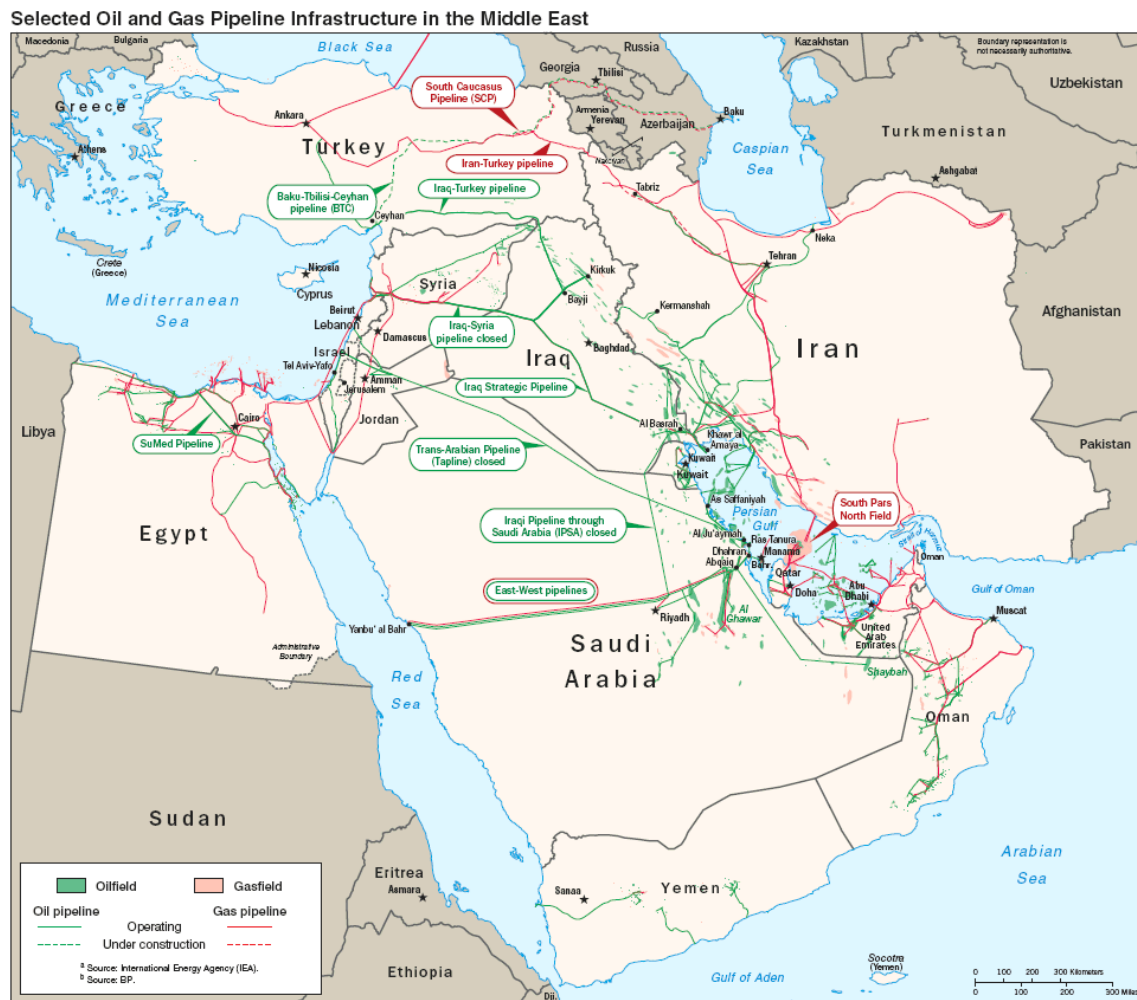 Selected Oil and Gas Pipeline Infrastructure in the Middle East
Macedonia
Bulgaria
Black Sea
Russia
Kazakhstan
Boundary representation is
not necessarily authoritative.
Georgia
Tbilisi
Uzbekistan
South Caucasus
Pipeline (SCP)
Greece
Armenia
Yerevan
Azerbaijan
Baku
Ankara
Turkey
Turkmenistan
Athens
Caspian
Sea
Iran-Turkey pipeline
Ashgabat
Baku-Tbilisi-Ceyhan
pipeline (BTC)
Iraq-Turkey pipeline
Tabriz
Ceyhan
Neka
Crete
(Greece)
Nicosia
Cyprus
Tehran
Syria
Kirkuk
Mediterranean
Sea
Bayji
Kermanshah
Afghanistan
Beirut
Lebanon
Iraq-Syria
pipeline closed
Damascus
Iraq
Baghdad
Iran
Israel
Tel Aviv-Yafo
Amman
Jerusalem
Iraq Strategic Pipeline
Jordan
Libya
Cairo
SuMed Pipeline
Al Basrah
Khawr al
Amaya
Pakistan
Trans-Arabian Pipeline
(Tapline) closed
Kuwait
Kuwait
As Saffaniyah
Persian
Gulf
South Pars
North Field
Egypt
Iraqi Pipeline through
Saudi Arabia (IPSA) closed
Al Ju'aymah
Ras Tanura
Dhahran
Manama
Abqaiq
Bahr.
Strait of Hormuz
Oman
Qatar
Doha
Abu
Dhabi
Gulf of Oman
East-West pipelines
Al
Ghawar
Riyadh
Muscat
Yanbu' al Bahr
United
Arab
Emirates
Saudi
Arabia
Administrative
Boundary
Shaybah
Red
Sea
Oman
Sudan
Arabian
Sea
Eritrea
Asmara
Sanaa
Yemen
Oilfield
Gasfield
Oil pipeline
Gas pipeline
Operating
Under construction
a Source: International Energy Agency (IEA).
b Source: BP.
Ethiopia
Dji.
Gulf of Aden
Socotra
(Yemen)
0 100 200 300 Kilometers
0 100 200 300 Miles